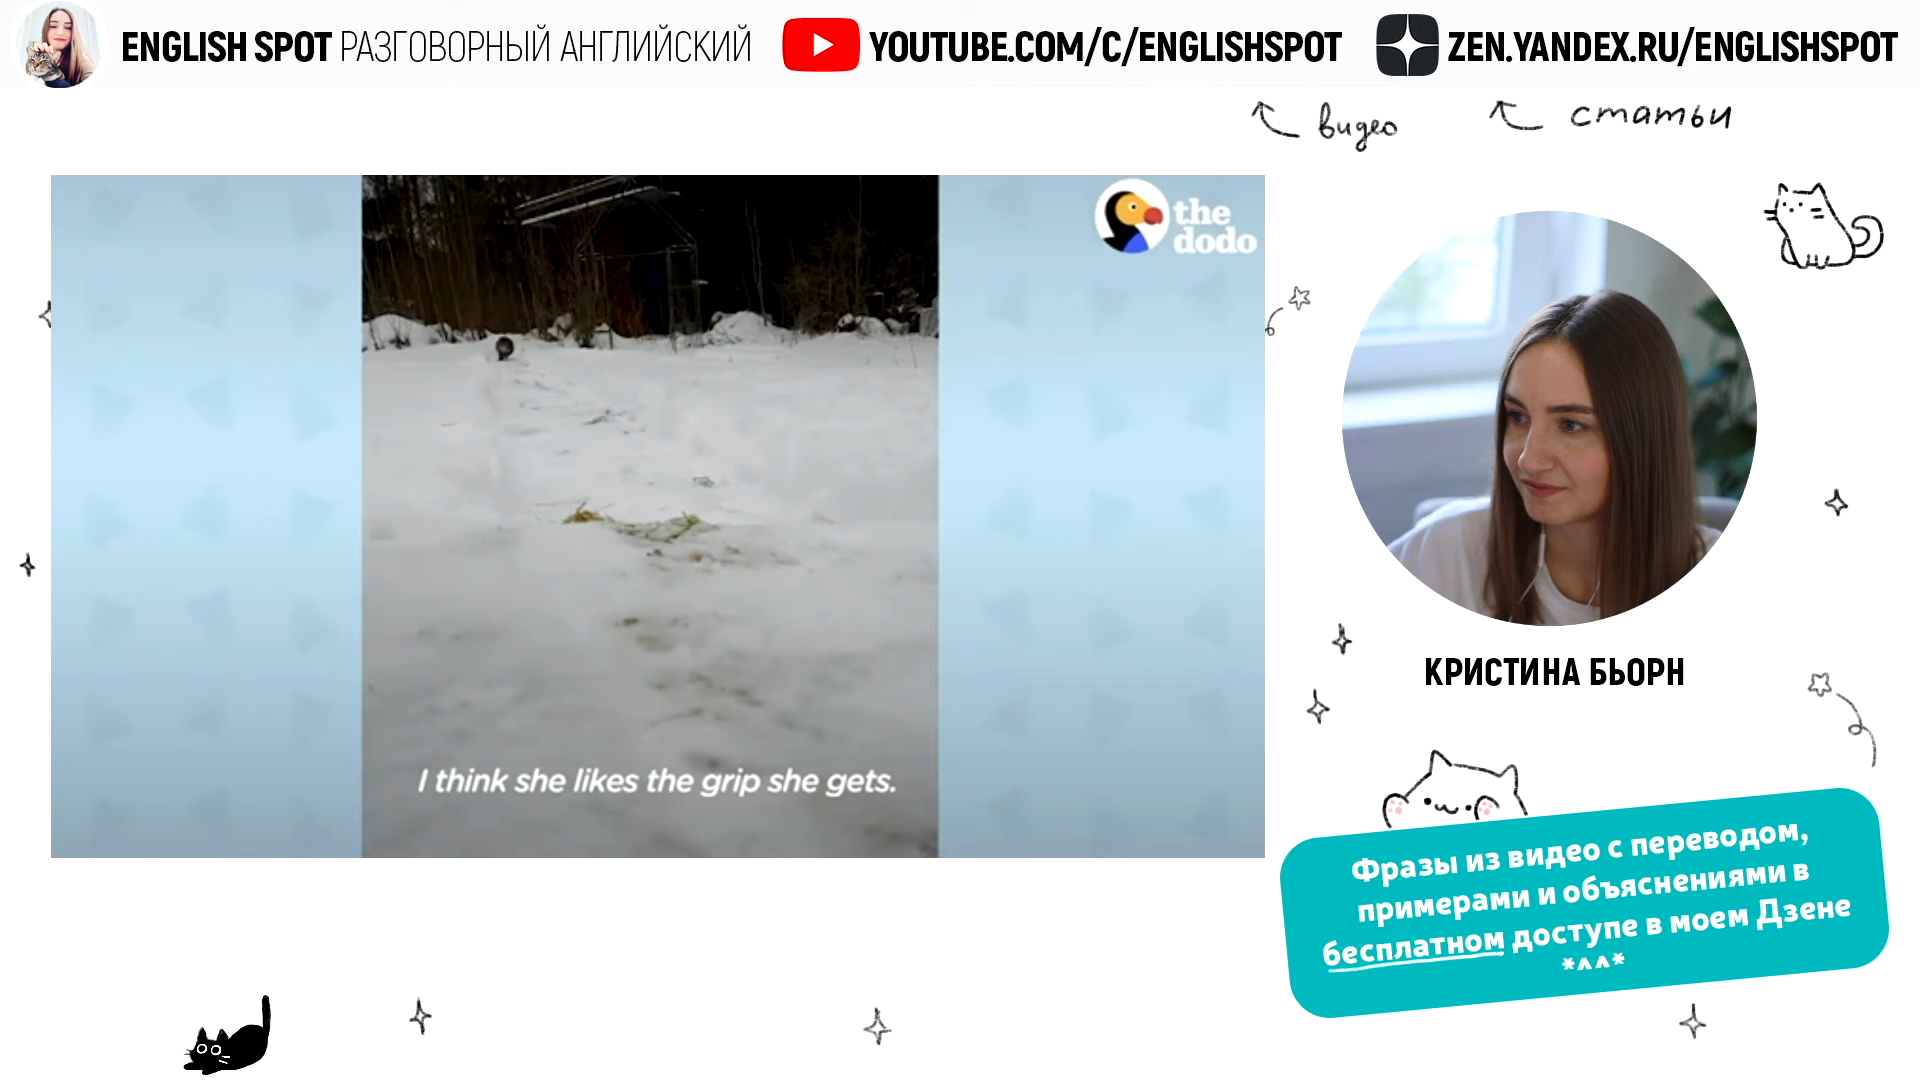 ENGLISH SPOT РАЗГОВОРНЫЙ АНГЛИЙСКИЙ
YOUTUBE.COM/C/ENGLISHSPOT
ZEN.YANDEX.RU/ENGLISHSPOT
видео
статьи
the
dodo
I think she likes the grip she gets.
КРИСТИНА БЬОРН
Фразы из видео с переводом,
примерами и объяснениями в
бесплатном доступе в моем Дзене
*^^*